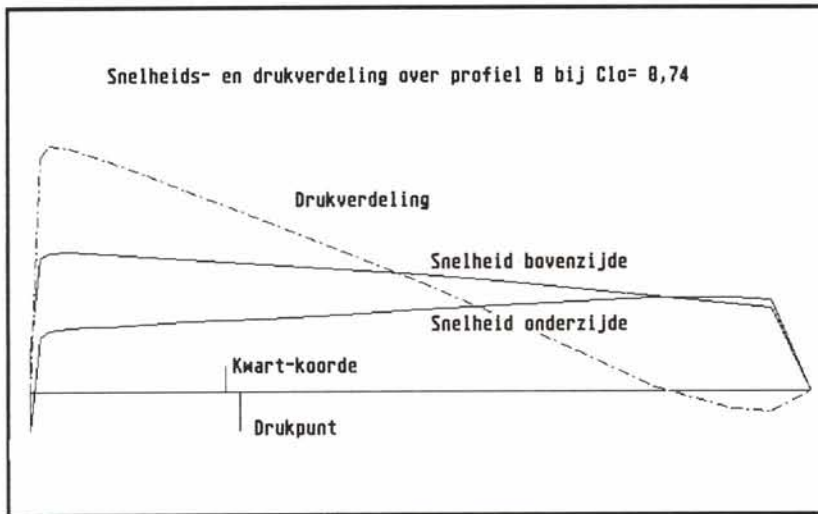 Snelheids- en drukverdeling over profiel B bij Clo= 0,74
Drukverdeling
Snelheid bovenzijde
Snelheid onderzijde
Kwart-koorde
Drukpunt